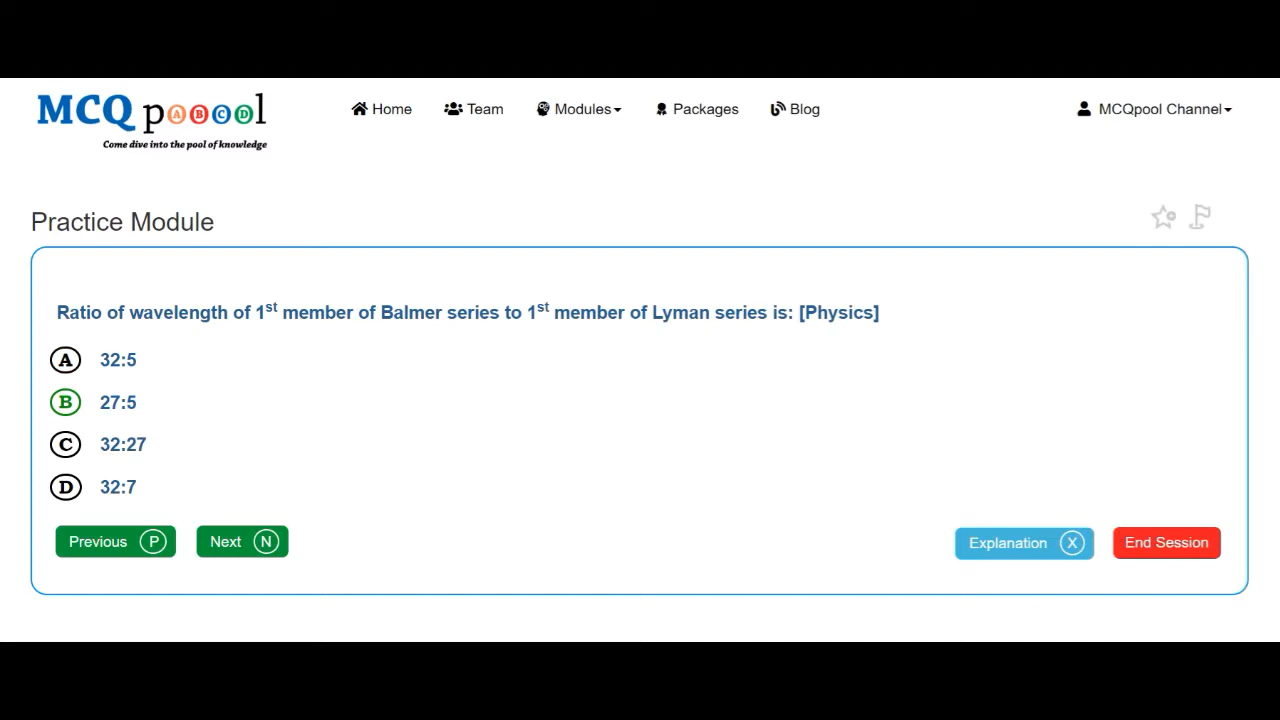 MCQ pABCDl
Come dive into the pool of knowledge
Home Team Modules Packages Blog MCQpool Channel
Practice Module
Ratio of wavelength of 1st member of Balmer series to 1st member of Lyman series is: [Physics]
A 32:5
B 27:5
C 32:27
D 32:7
Previous P Next N Explanation X End Session